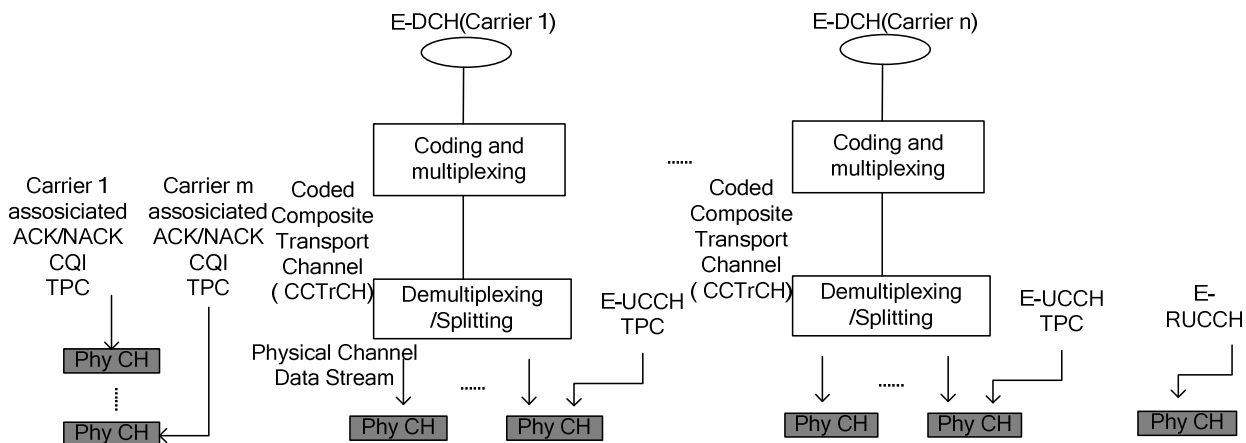 E-DCH(Carrier 1)
E-DCH(Carrier n)
Coding and
multiplexing
......
Coding and
multiplexing
Carrier 1
assosiciated
ACK/NACK
CQI
TPC
Carrier m
assosiciated
ACK/NACK
CQI
TPC
Coded
Composite
Transport
Channel
( CCTrCH)
Coded
Composite
Transport
Channel
( CCTrCH)
Demultiplexing
/Splitting
E-UCCH
TPC
Demultiplexing
/Splitting
E-UCCH
TPC
E-
RUCCH
Phy CH
......
Phy CH
Physical Channel
Data Stream
......
Phy CH
Phy CH
......
Phy CH
Phy CH
Phy CH